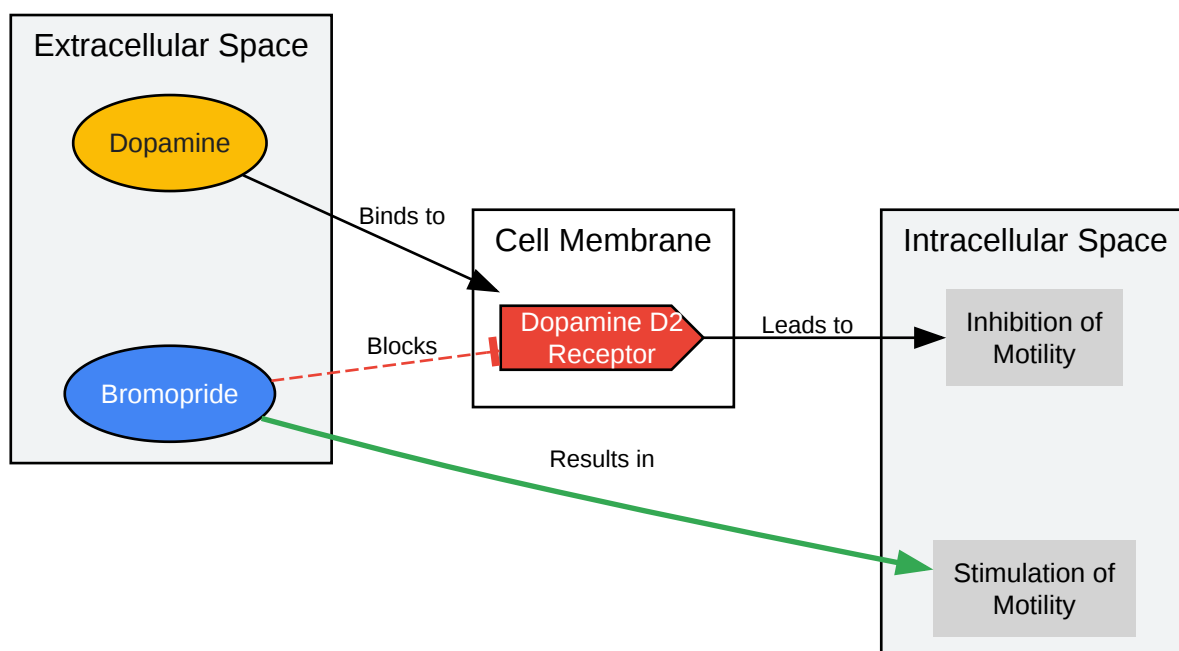 Extracellular Space
Dopamine
Binds to
Cell Membrane
Intracellular Space
Dopamine D2
Receptor
Leads to
Inhibition of
Motility
Blocks
Bromopride
Results in
Stimulation of
Motility